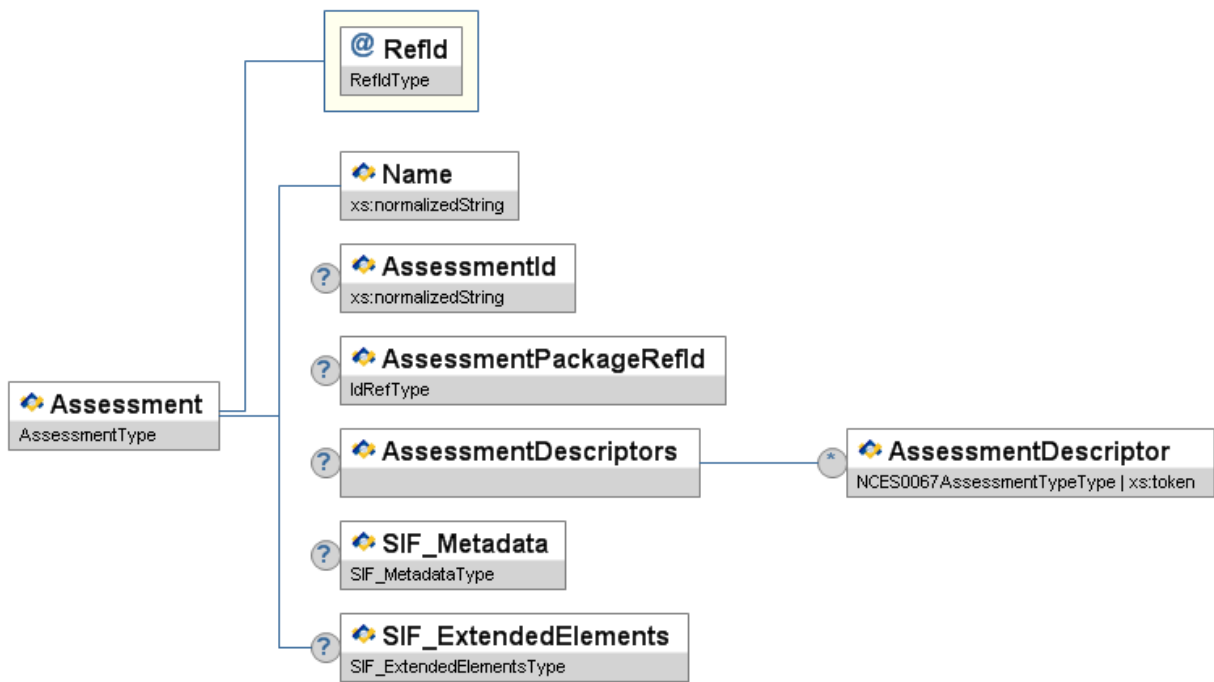 @ RefId
RefIdType
Name
xs:normalizedString
? AssessmentId
xs:normalizedString
? AssessmentPackageRefId
IdRefType
Assessment
AssessmentType
? AssessmentDescriptors
* AssessmentDescriptor
NCES0067AssessmentTypeType | xs:token
? SIF_Metadata
SIF_MetadataType
? SIF_ExtendedElements
SIF_ExtendedElementsType